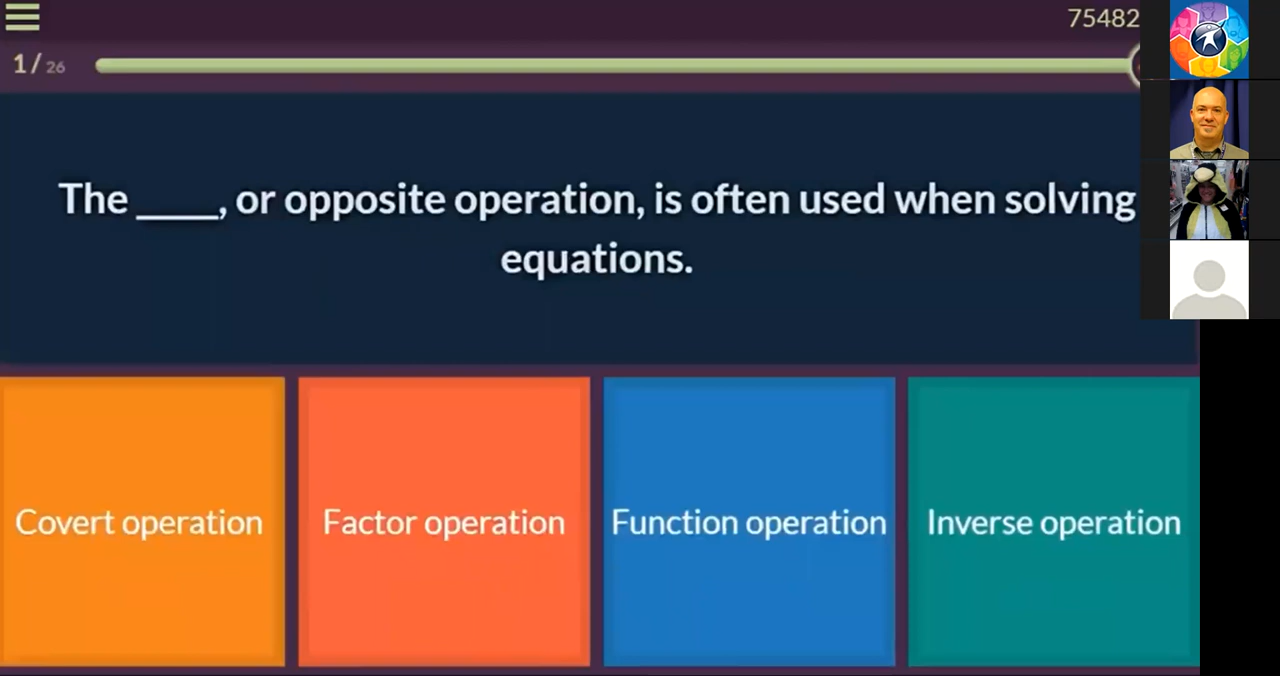 75482
1 / 26
The ____, or opposite operation, is often used when solving
equations.
Covert operation
Factor operation
Function operation
Inverse operation